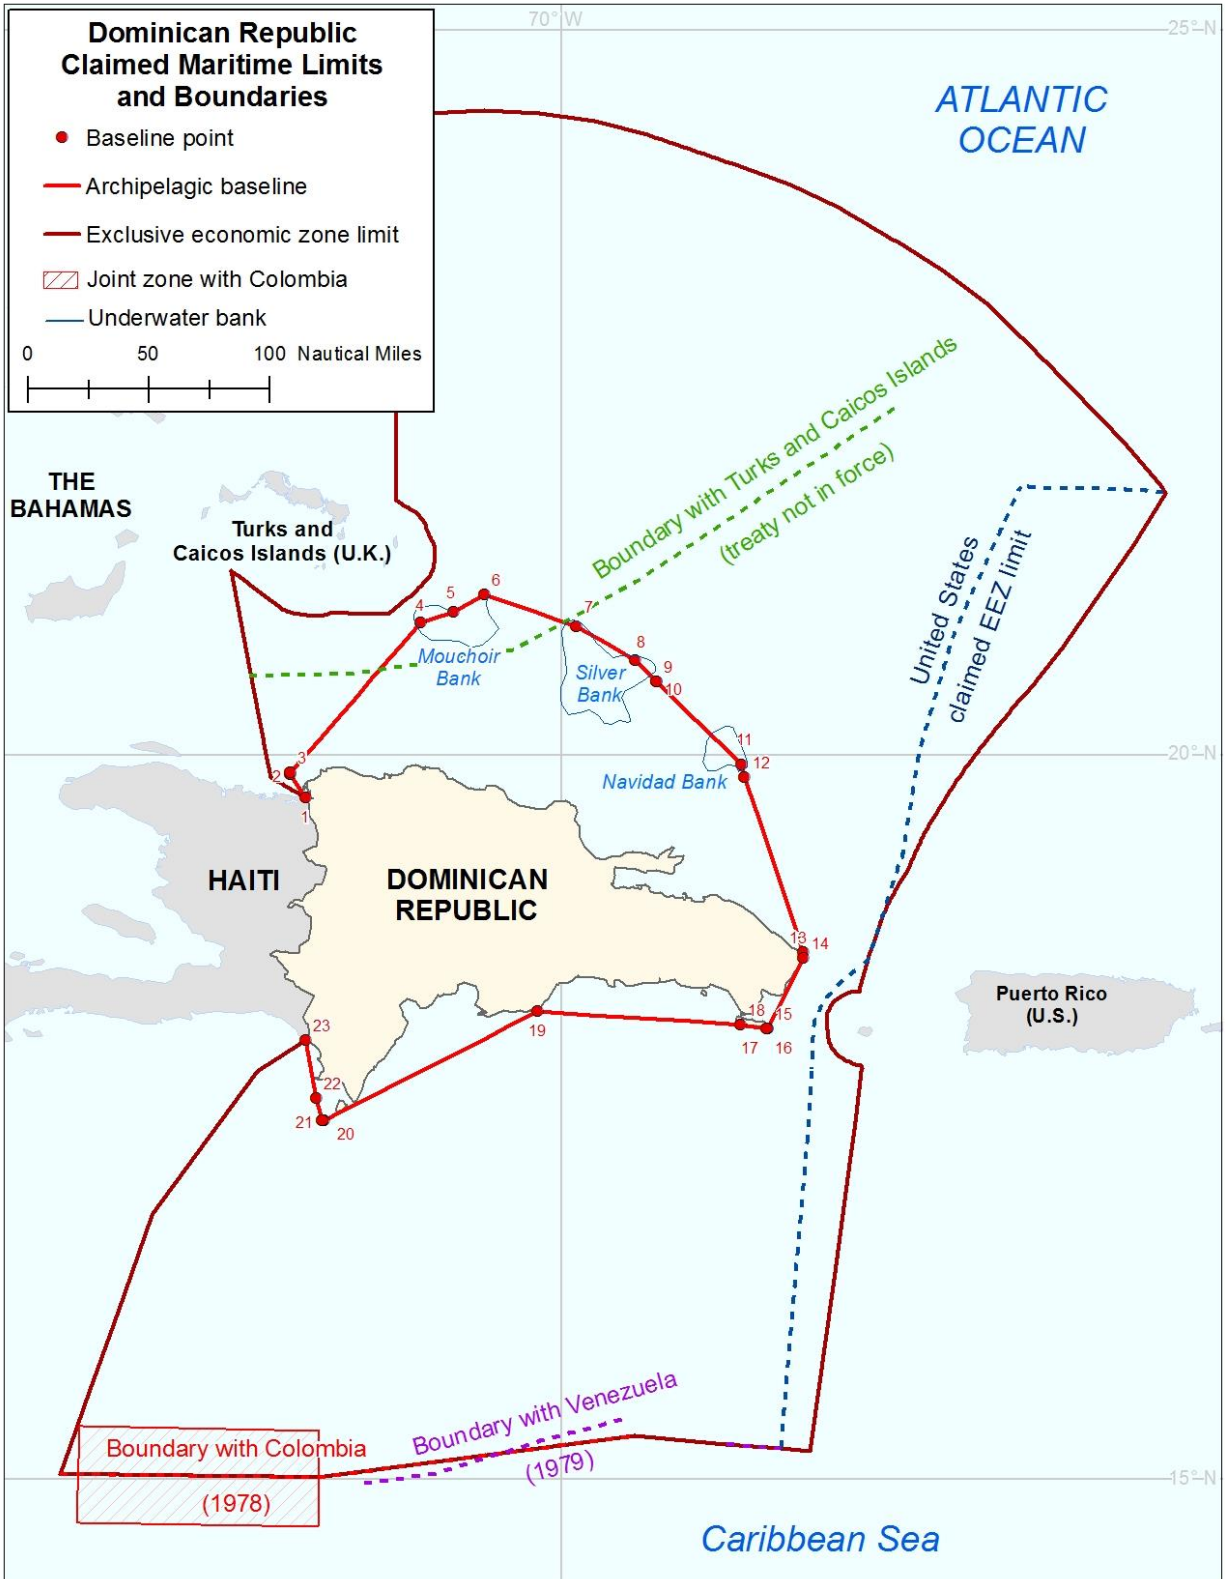 70° W
25° N
Dominican Republic
Claimed Maritime Limits
and Boundaries
Baseline point
Archipelagic baseline
Exclusive economic zone limit
Joint zone with Colombia
Underwater bank
0 50 100 Nautical Miles
ATLANTIC
OCEAN
THE
BAHAMAS
Turks and
Caicos Islands (U.K.)
Boundary with Turks and Caicos Islands
(treaty not in force)
United States
claimed EEZ limit
4
5
6
7
8
9
10
Mouchoir
Bank
Silver
Bank
11
12
Navidad Bank
20° N
3
2
1
HAITI
DOMINICAN
REPUBLIC
13
14
Puerto Rico
(U.S.)
18
15
17
16
19
23
22
21
20
Boundary with Venezuela
(1979)
Boundary with Colombia
(1978)
15° N
Caribbean Sea